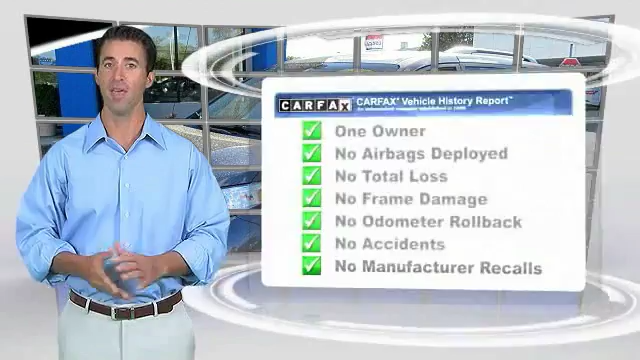 CARFAX CARFAX Vehicle History Report™
One Owner
No Airbags Deployed
No Total Loss
No Frame Damage
No Odometer Rollback
No Accidents
No Manufacturer Recalls